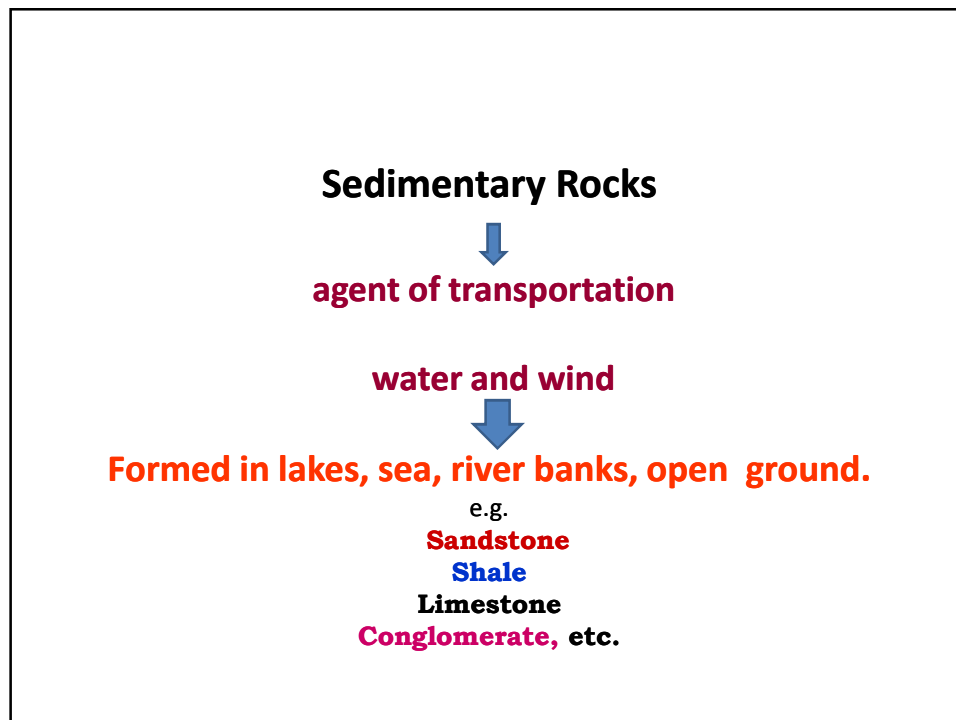 Sedimentary Rocks
agent of transportation
water and wind
Formed in lakes, sea, river banks, open  ground.
e.g.
Sandstone
Shale
Limestone
Conglomerate, etc.